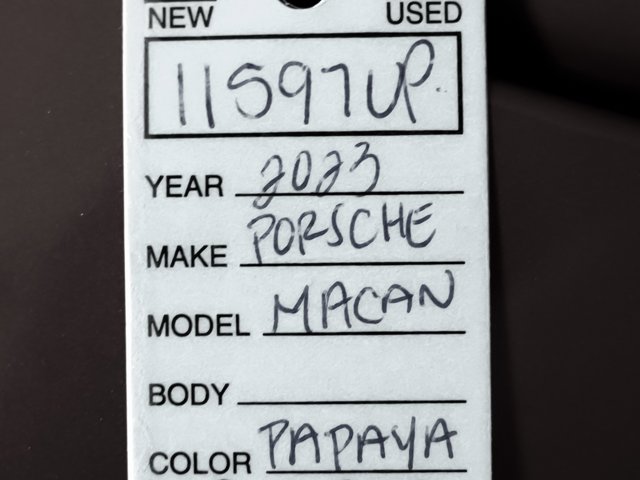 NEW USED
11597UP
YEAR 2023
MAKE PORSCHE
MODEL MACAN
BODY
COLOR PAPAYA